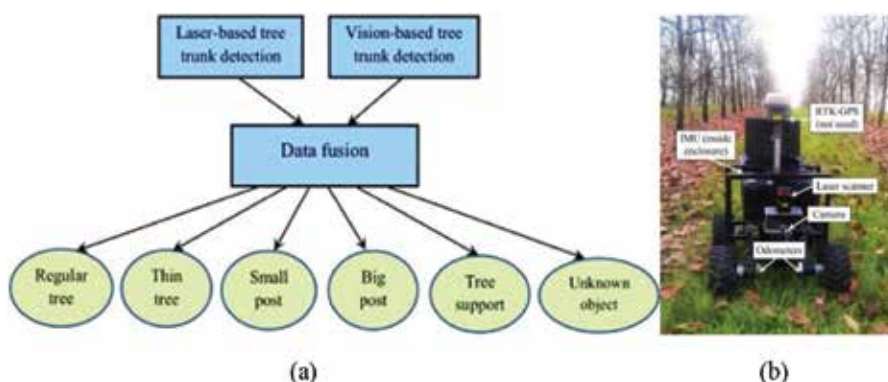 Laser-based tree
trunk detection
Vision-based tree
trunk detection
Data fusion
Regular
tree
Thin
tree
Small
post
Big
post
Tree
support
Unknown
object
RTK-GPS
(not used)
IMU (inside
enclosure)
Laser scanner
Camera
Odometers
(a)
(b)